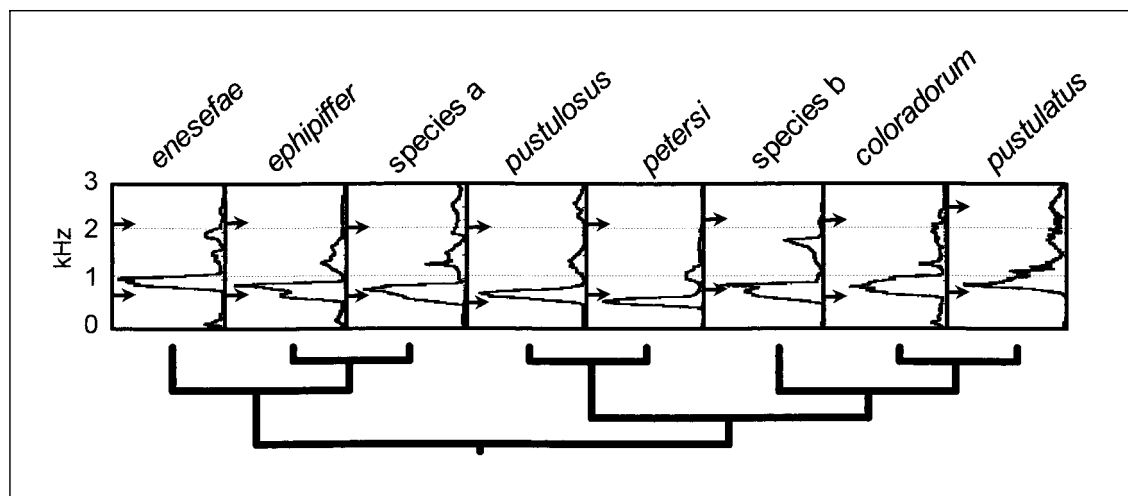 enesefae
ephipiffer
species a
pustulosus
petersi
species b
coloradorum
pustulatus
3
2
1
0
kHz